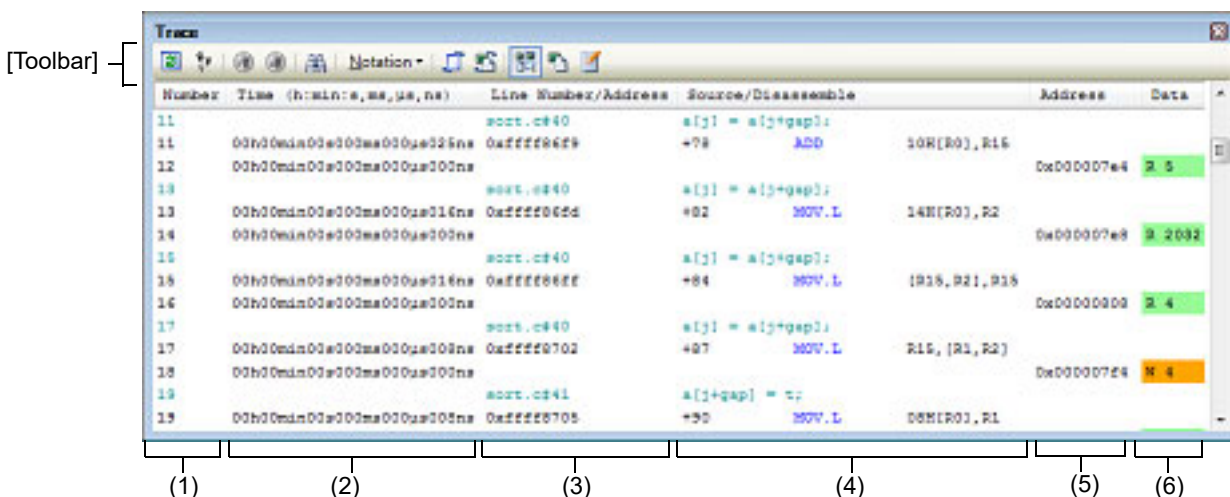 Trace
[Toolbar]
Notation
Number Time (h:min:s,ms,µs,ns) Line Number/Address Source/Disassemble Address Data
11 sort.c#40 a[j] = a[j+gap];
11 00h00min00s000ms000µs025ns 0xffff86f9 +78 ADD 10H[R0],R15
12 00h00min00s000ms000µs000ns 0x000007e4 R 5
13 sort.c#40 a[j] = a[j+gap];
13 00h00min00s000ms000µs016ns 0xffff86fd +82 MOV.L 14H[R0],R2
14 00h00min00s000ms000µs000ns 0x000007e8 R 2032
15 sort.c#40 a[j] = a[j+gap];
15 00h00min00s000ms000µs016ns 0xffff86ff +84 MOV.L [R15,R2],R15
16 00h00min00s000ms000µs000ns 0x00000808 R 4
17 sort.c#40 a[j] = a[j+gap];
17 00h00min00s000ms000µs008ns 0xffff8702 +87 MOV.L R15,[R1,R2]
18 00h00min00s000ms000µs000ns 0x000007f4 W 4
19 sort.c#41 a[j+gap] = t;
19 00h00min00s000ms000µs008ns 0xffff8705 +90 MOV.L 08H[R0],R1
(1) (2) (3) (4) (5) (6)